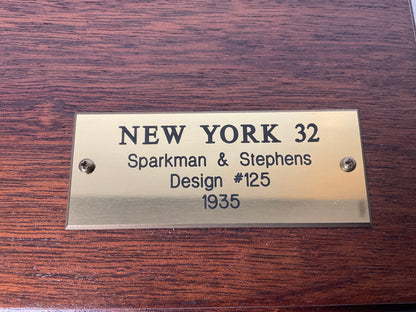 NEW YORK 32
Sparkman & Stephens
Design #125
1935